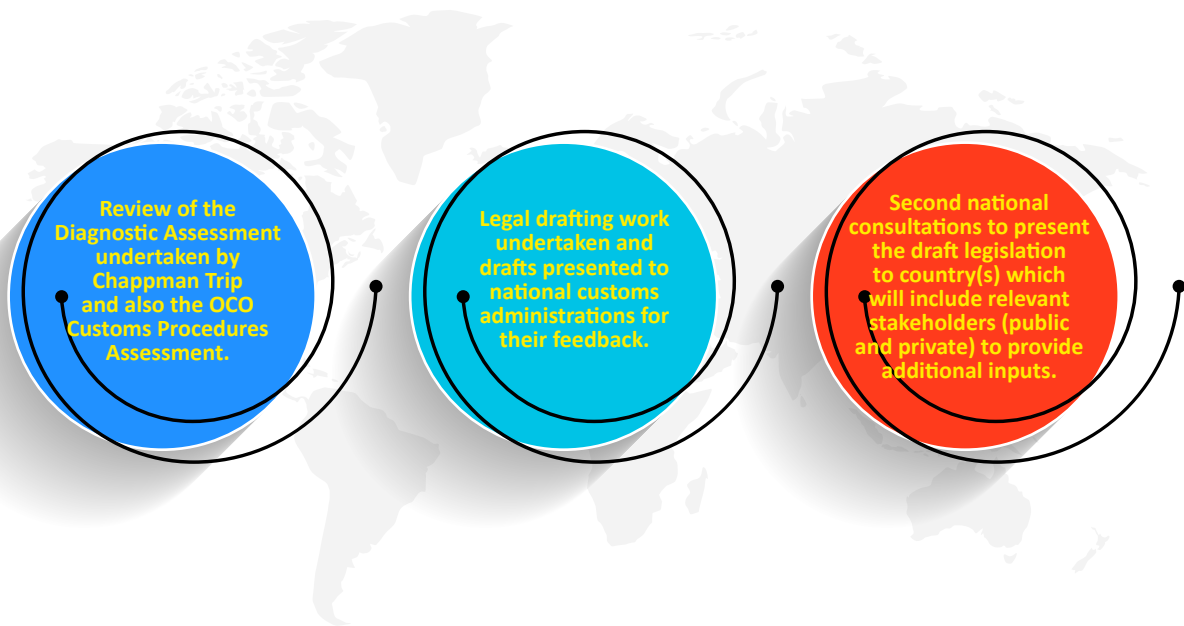 Review of the
Diagnostic Assessment
undertaken by
Chappman Trip
and also the OCO
Customs Procedures
Assessment.
Legal drafting work
undertaken and
drafts presented to
national customs
administrations for
their feedback.
Second national
consultations to present
the draft legislation
to country(s) which
will include relevant
stakeholders (public
and private) to provide
additional inputs.